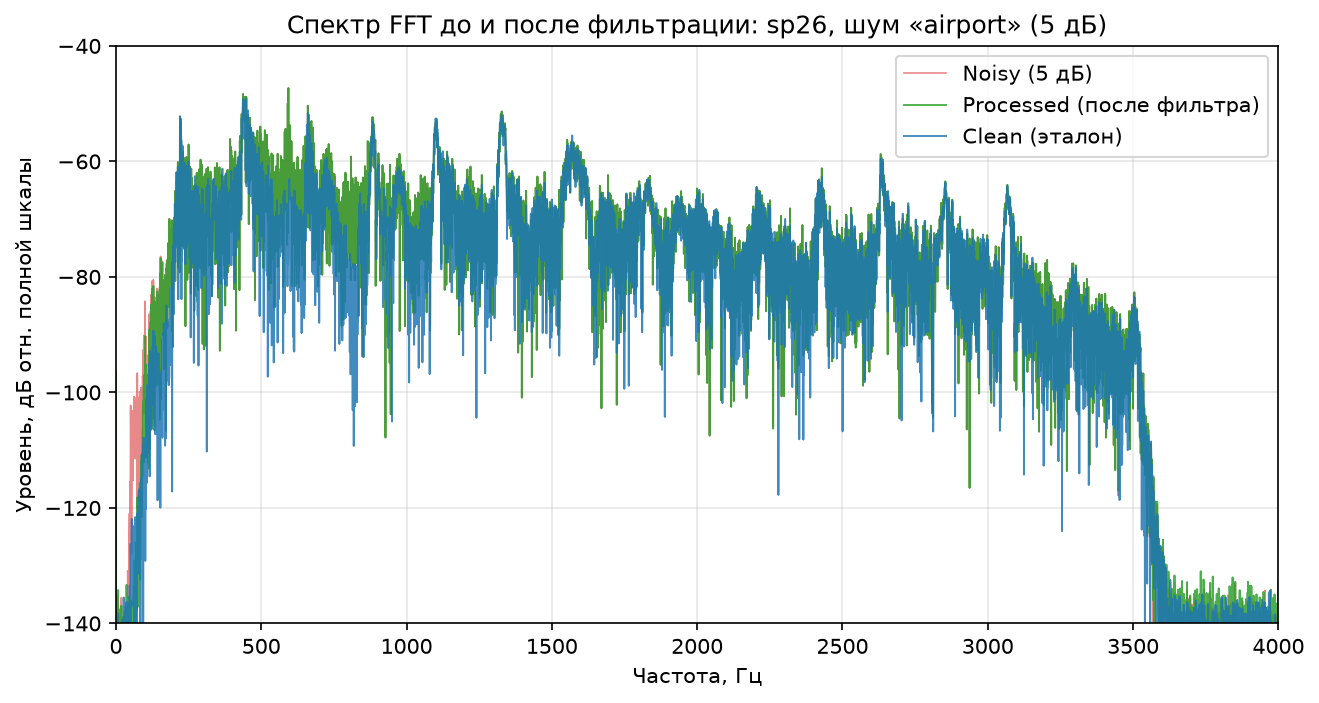 Спектр FFT до и после фильтрации: sp26, шум «airport» (5 дБ)
Noisy (5 дБ)
Processed (после фильтра)
Clean (эталон)
Уровень, дБ отн. полной шкалы
−40
−60
−80
−100
−120
−140
0 500 1000 1500 2000 2500 3000 3500 4000
Частота, Гц